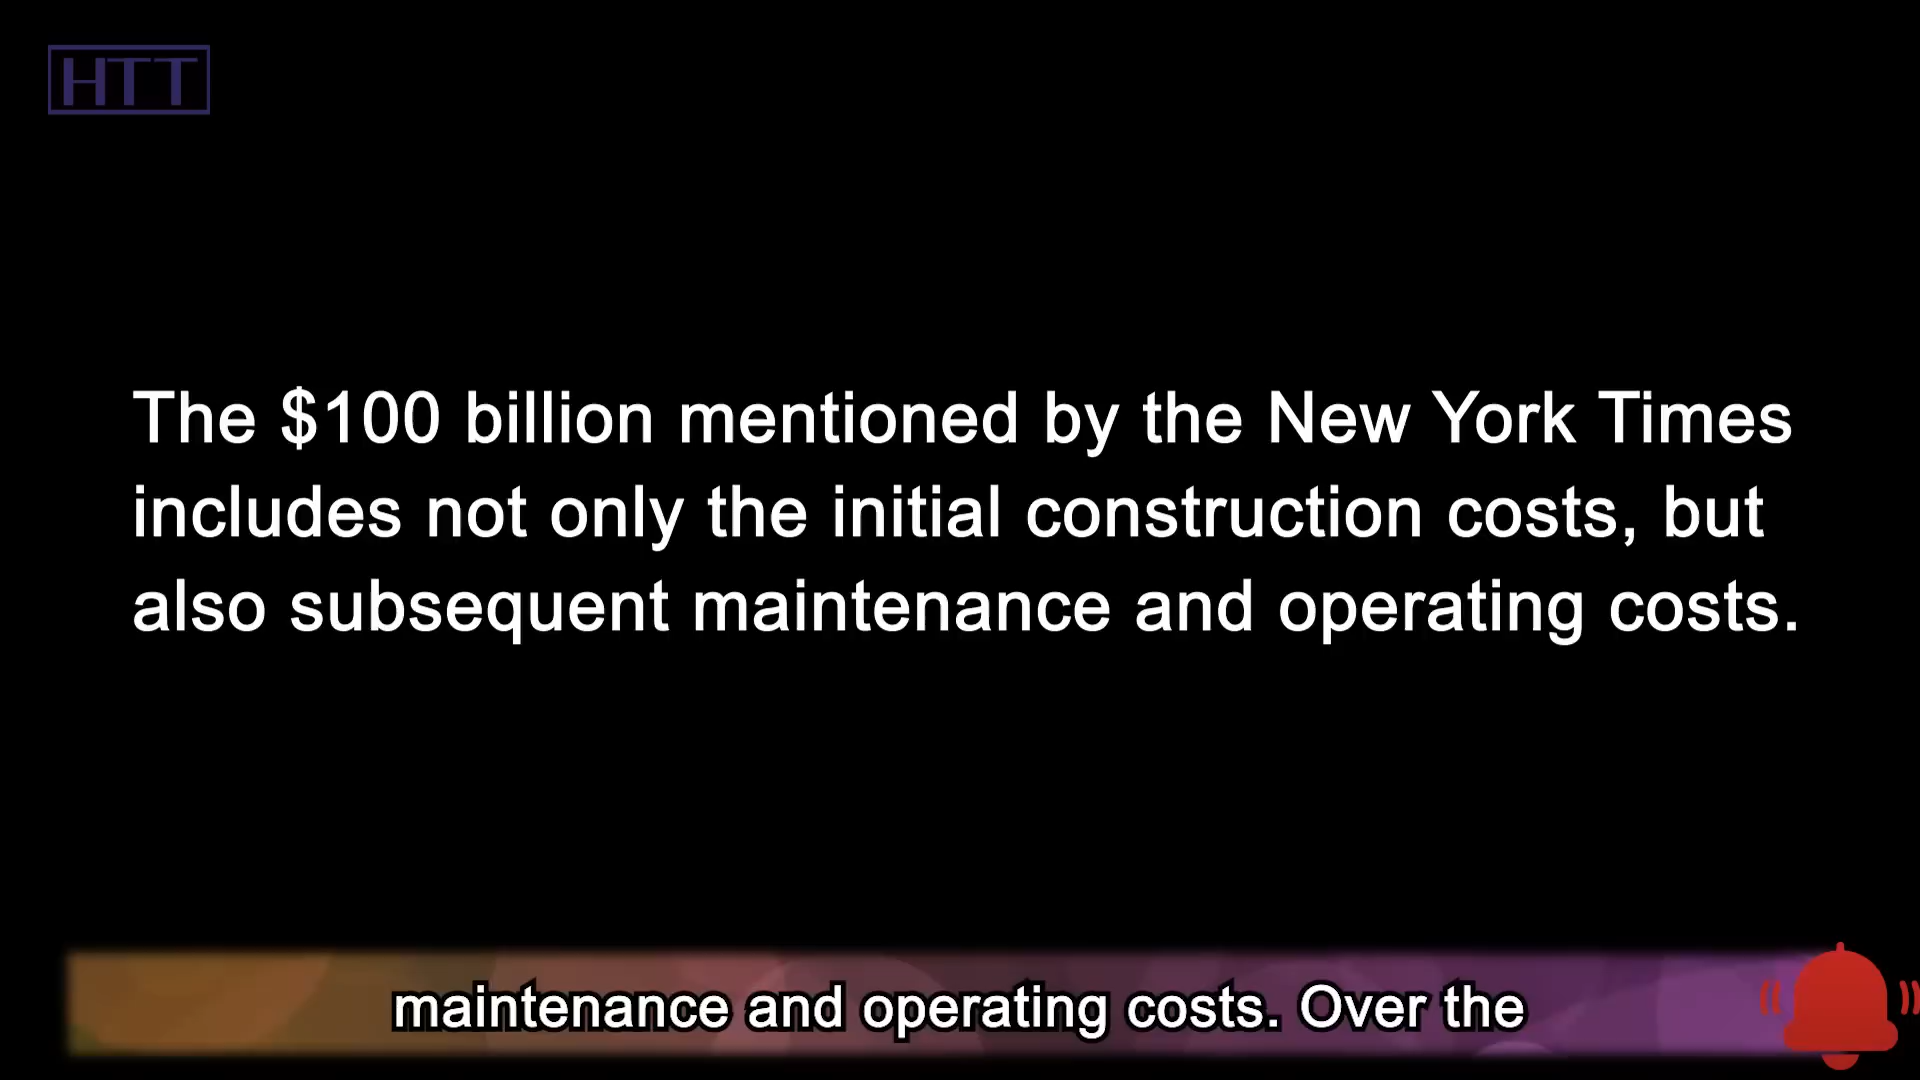 HTT
The $100 billion mentioned by the New York Times
includes not only the initial construction costs, but
also subsequent maintenance and operating costs.
maintenance and operating costs. Over the